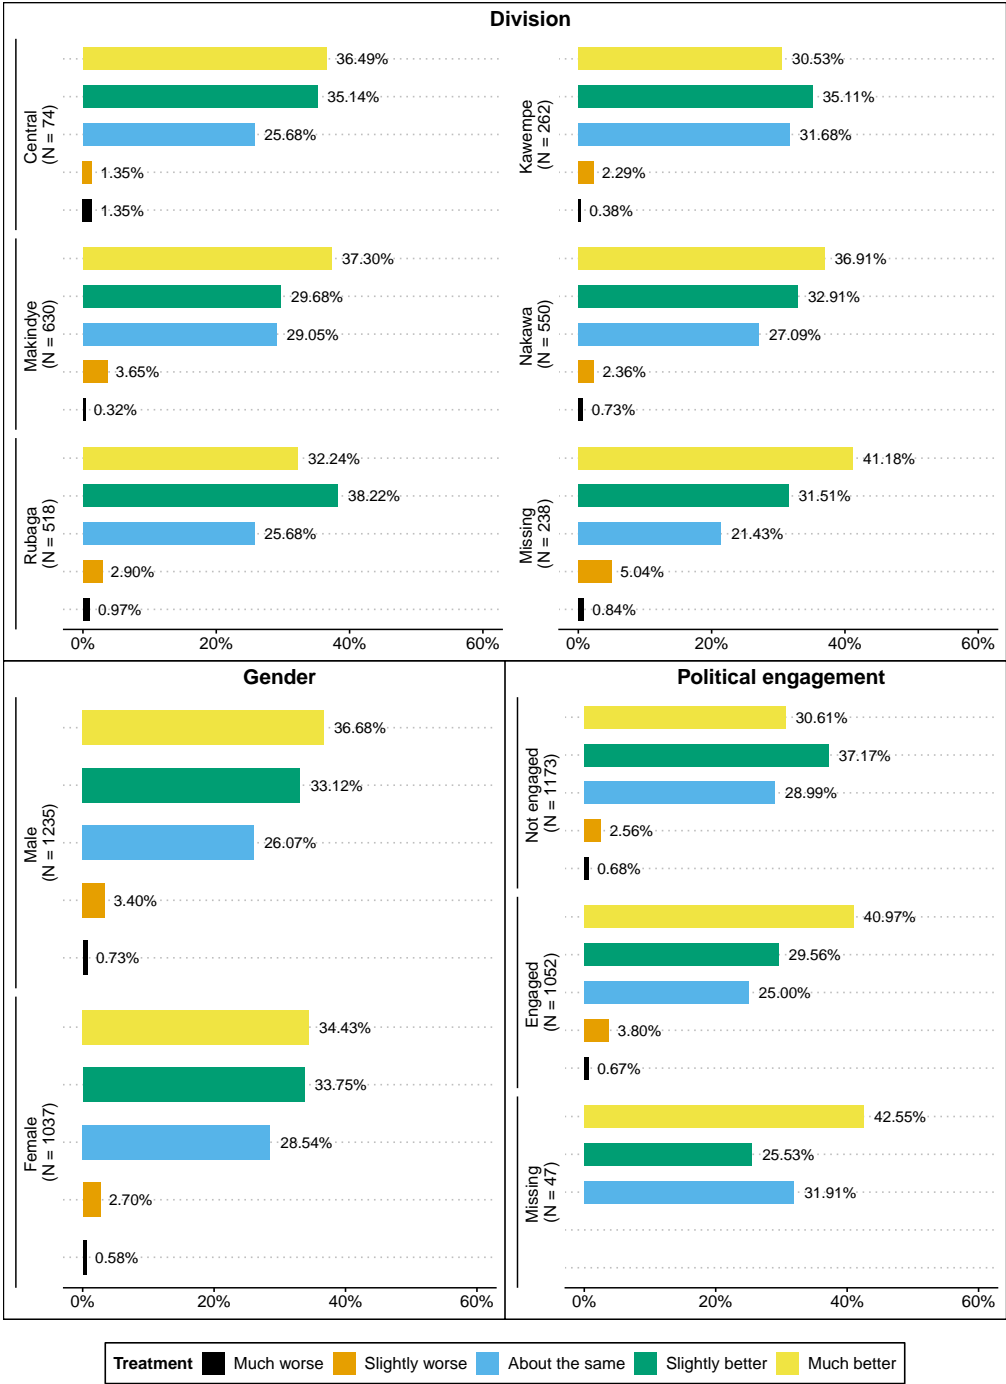 Division
Central
(N = 74)
36.49%
35.14%
25.68%
1.35%
1.35%
Kawempe
(N = 262)
30.53%
35.11%
31.68%
2.29%
0.38%
Makindye
(N = 630)
37.30%
29.68%
29.05%
3.65%
0.32%
Nakawa
(N = 550)
36.91%
32.91%
27.09%
2.36%
0.73%
Rubaga
(N = 518)
32.24%
38.22%
25.68%
2.90%
0.97%
Missing
(N = 238)
41.18%
31.51%
21.43%
5.04%
0.84%
0% 20% 40% 60%
0% 20% 40% 60%
Gender
Male
(N = 1235)
36.68%
33.12%
26.07%
3.40%
0.73%
Female
(N = 1037)
34.43%
33.75%
28.54%
2.70%
0.58%
0% 20% 40% 60%
Political engagement
Not engaged
(N = 1173)
30.61%
37.17%
28.99%
2.56%
0.68%
Engaged
(N = 1052)
40.97%
29.56%
25.00%
3.80%
0.67%
Missing
(N = 47)
42.55%
25.53%
31.91%
0% 20% 40% 60%
Treatment Much worse Slightly worse About the same Slightly better Much better